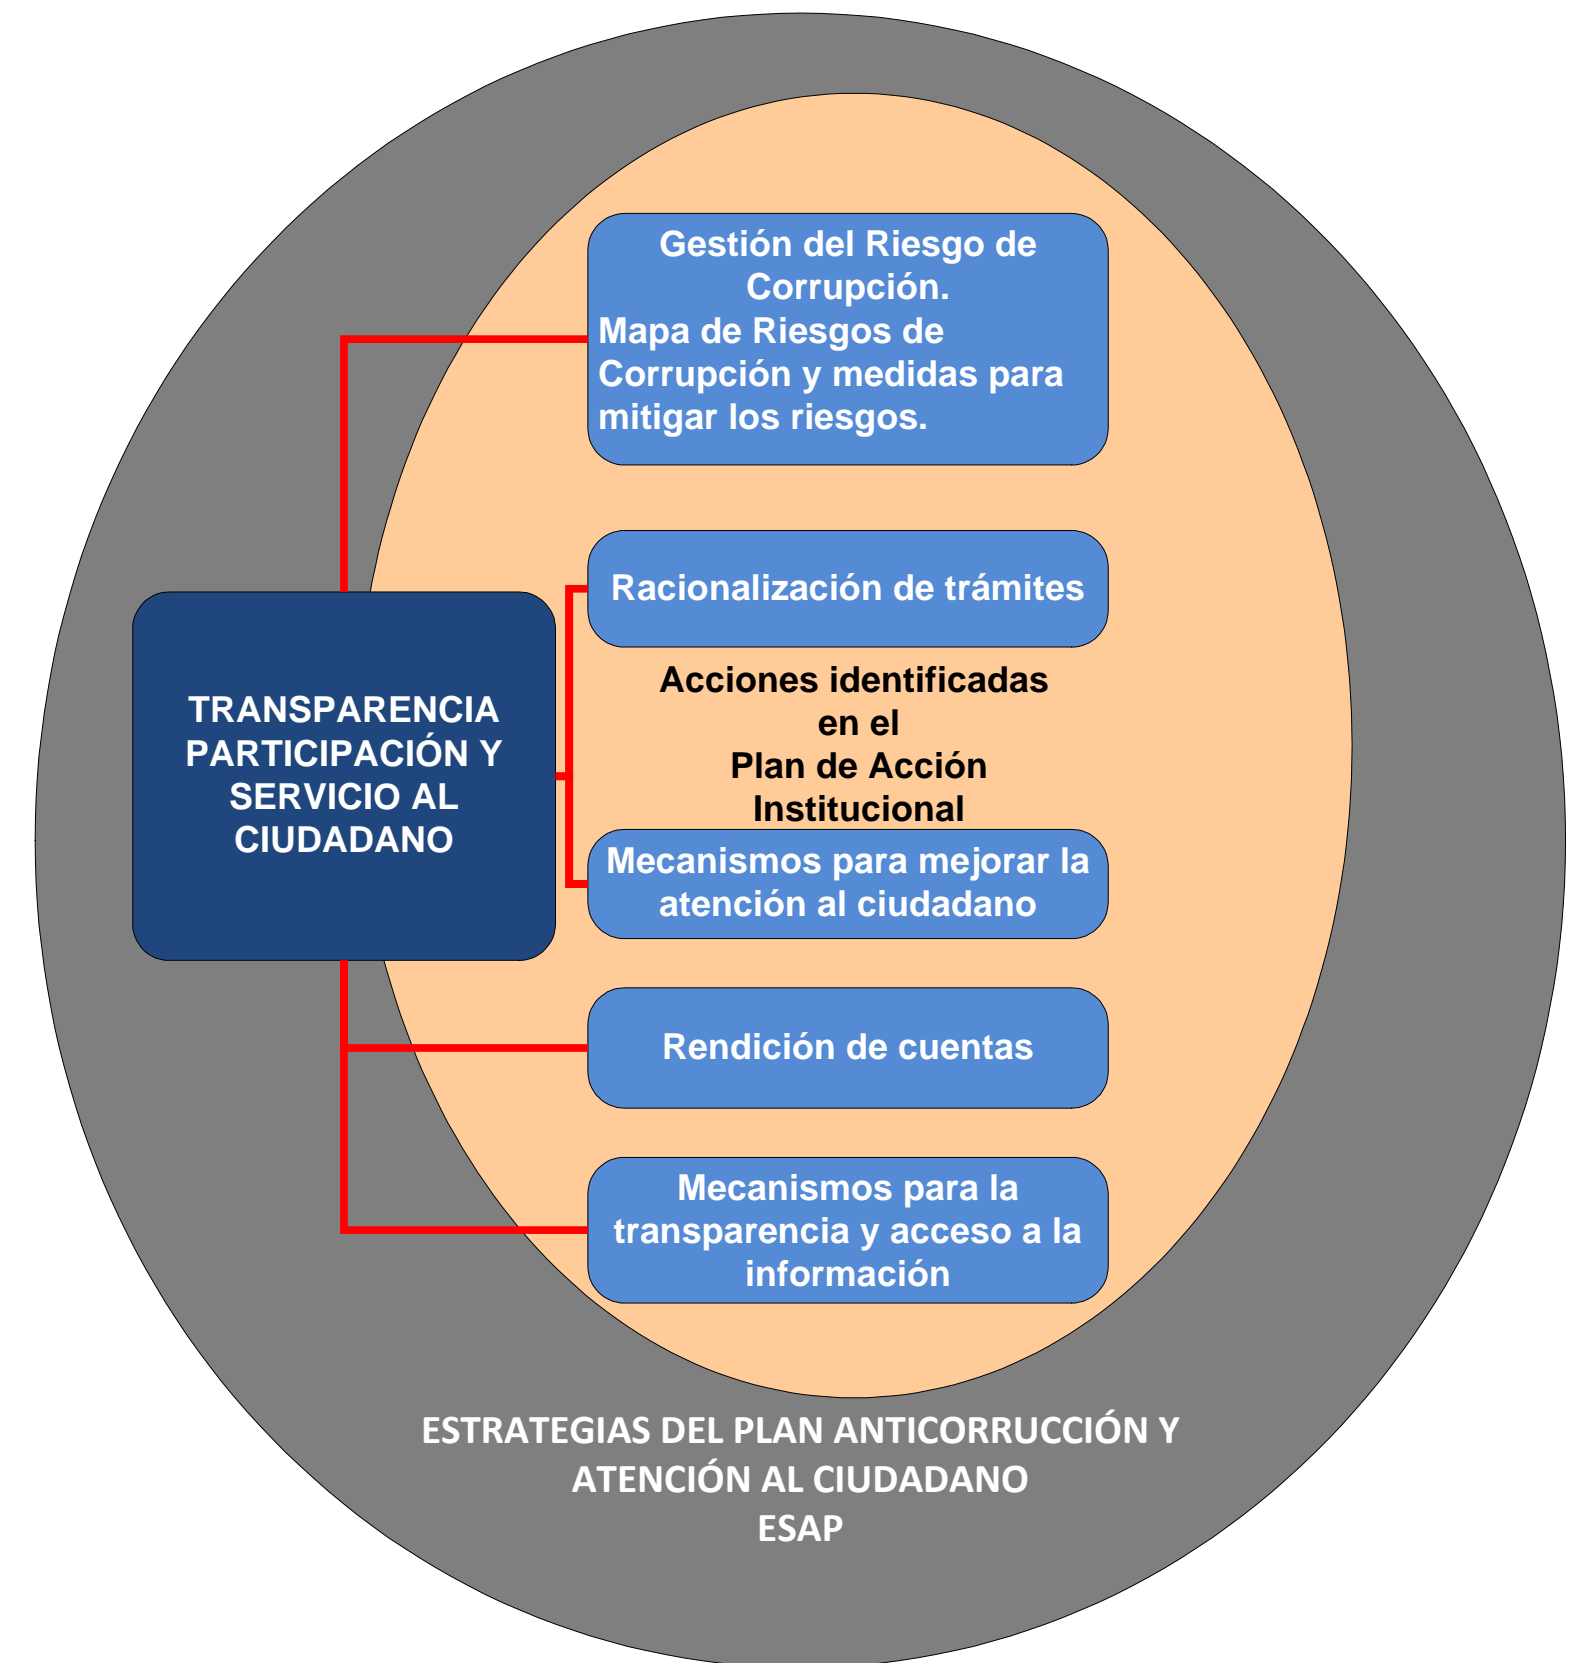 Gestión del Riesgo de
Corrupción.
Mapa de Riesgos de
Corrupción y medidas para
mitigar los riesgos.
Racionalización de trámites
TRANSPARENCIA
PARTICIPACIÓN Y
SERVICIO AL
CIUDADANO
Acciones identificadas
en el
Plan de Acción
Institucional
Mecanismos para mejorar la
atención al ciudadano
Rendición de cuentas
Mecanismos para la
transparencia y acceso a la
información
ESTRATEGIAS DEL PLAN ANTICORRUCCIÓN Y
ATENCIÓN AL CIUDADANO
ESAP